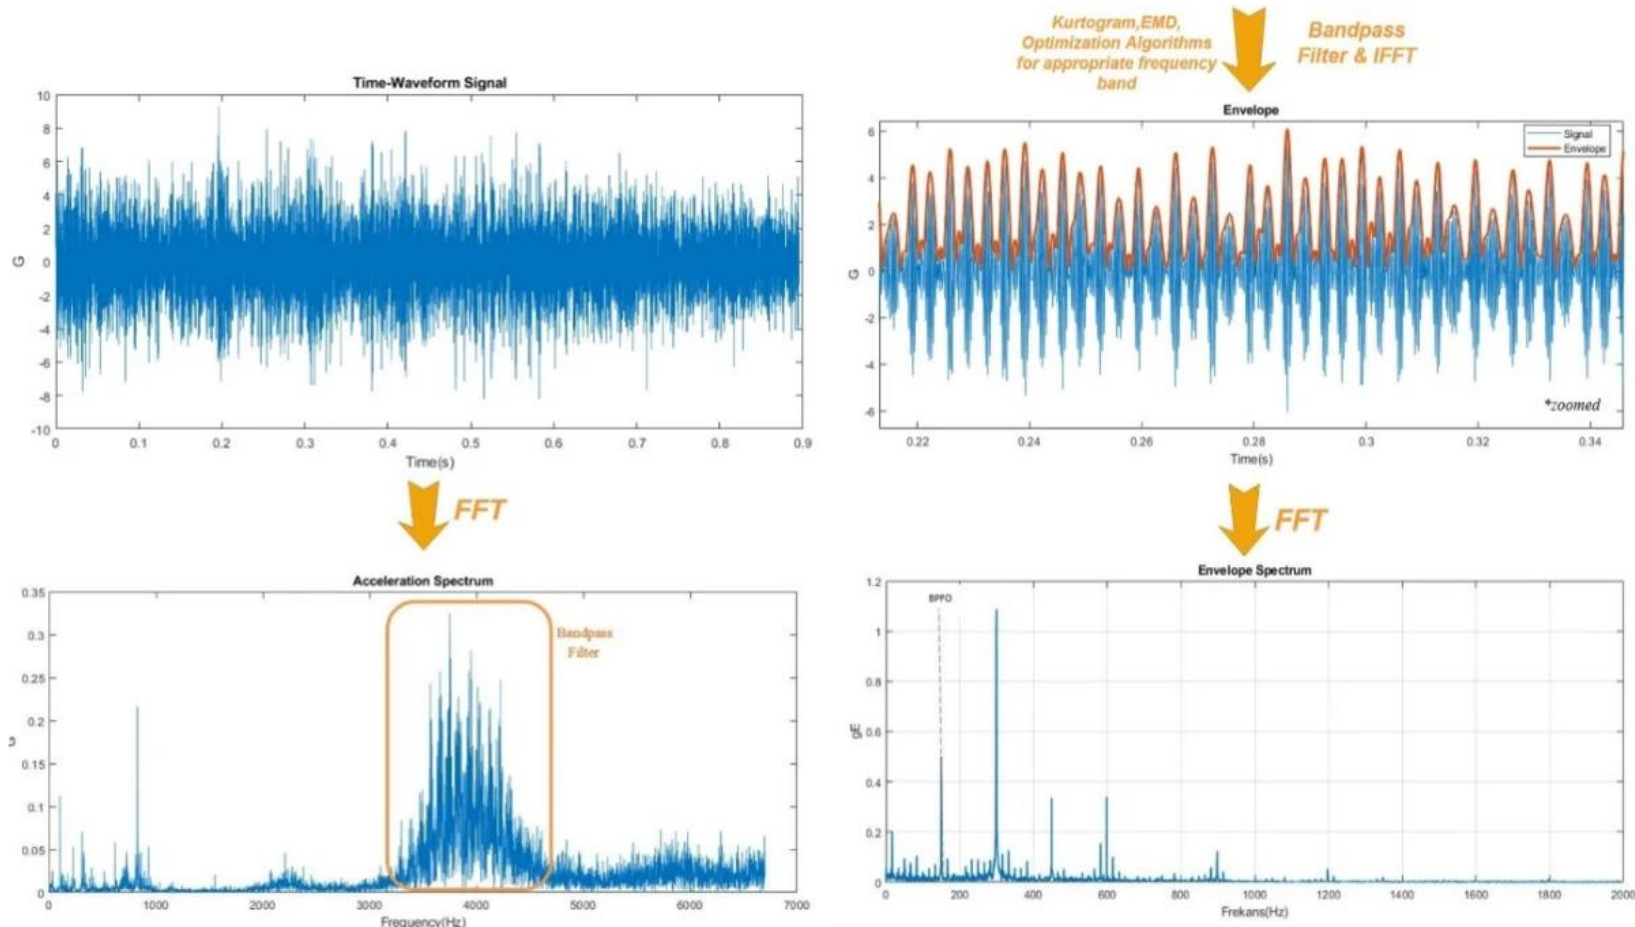 Time-Waveform Signal
10
8
6
4
2
0
-2
-4
-6
-8
-10
G
0 0.1 0.2 0.3 0.4 0.5 0.6 0.7 0.8 0.9
Time(s)
FFT
Acceleration Spectrum
0.35
0.3
0.25
0.2
0.15
0.1
0.05
0
G
Bandpass
Filter
0 1000 2000 3000 4000 5000 6000 7000
Frequency(Hz)
Kurtogram,EMD,
Optimization Algorithms
for appropriate frequency
band
Bandpass
Filter & IFFT
Envelope
6
4
2
0
-2
-4
-6
G
Signal
Envelope
*zoomed
0.22 0.24 0.26 0.28 0.3 0.32 0.34
Time(s)
FFT
Envelope Spectrum
1.2
1
0.8
0.6
0.4
0.2
0
gE
BPFO
0 200 400 600 800 1000 1200 1400 1600 1800 2000
Frekans(Hz)